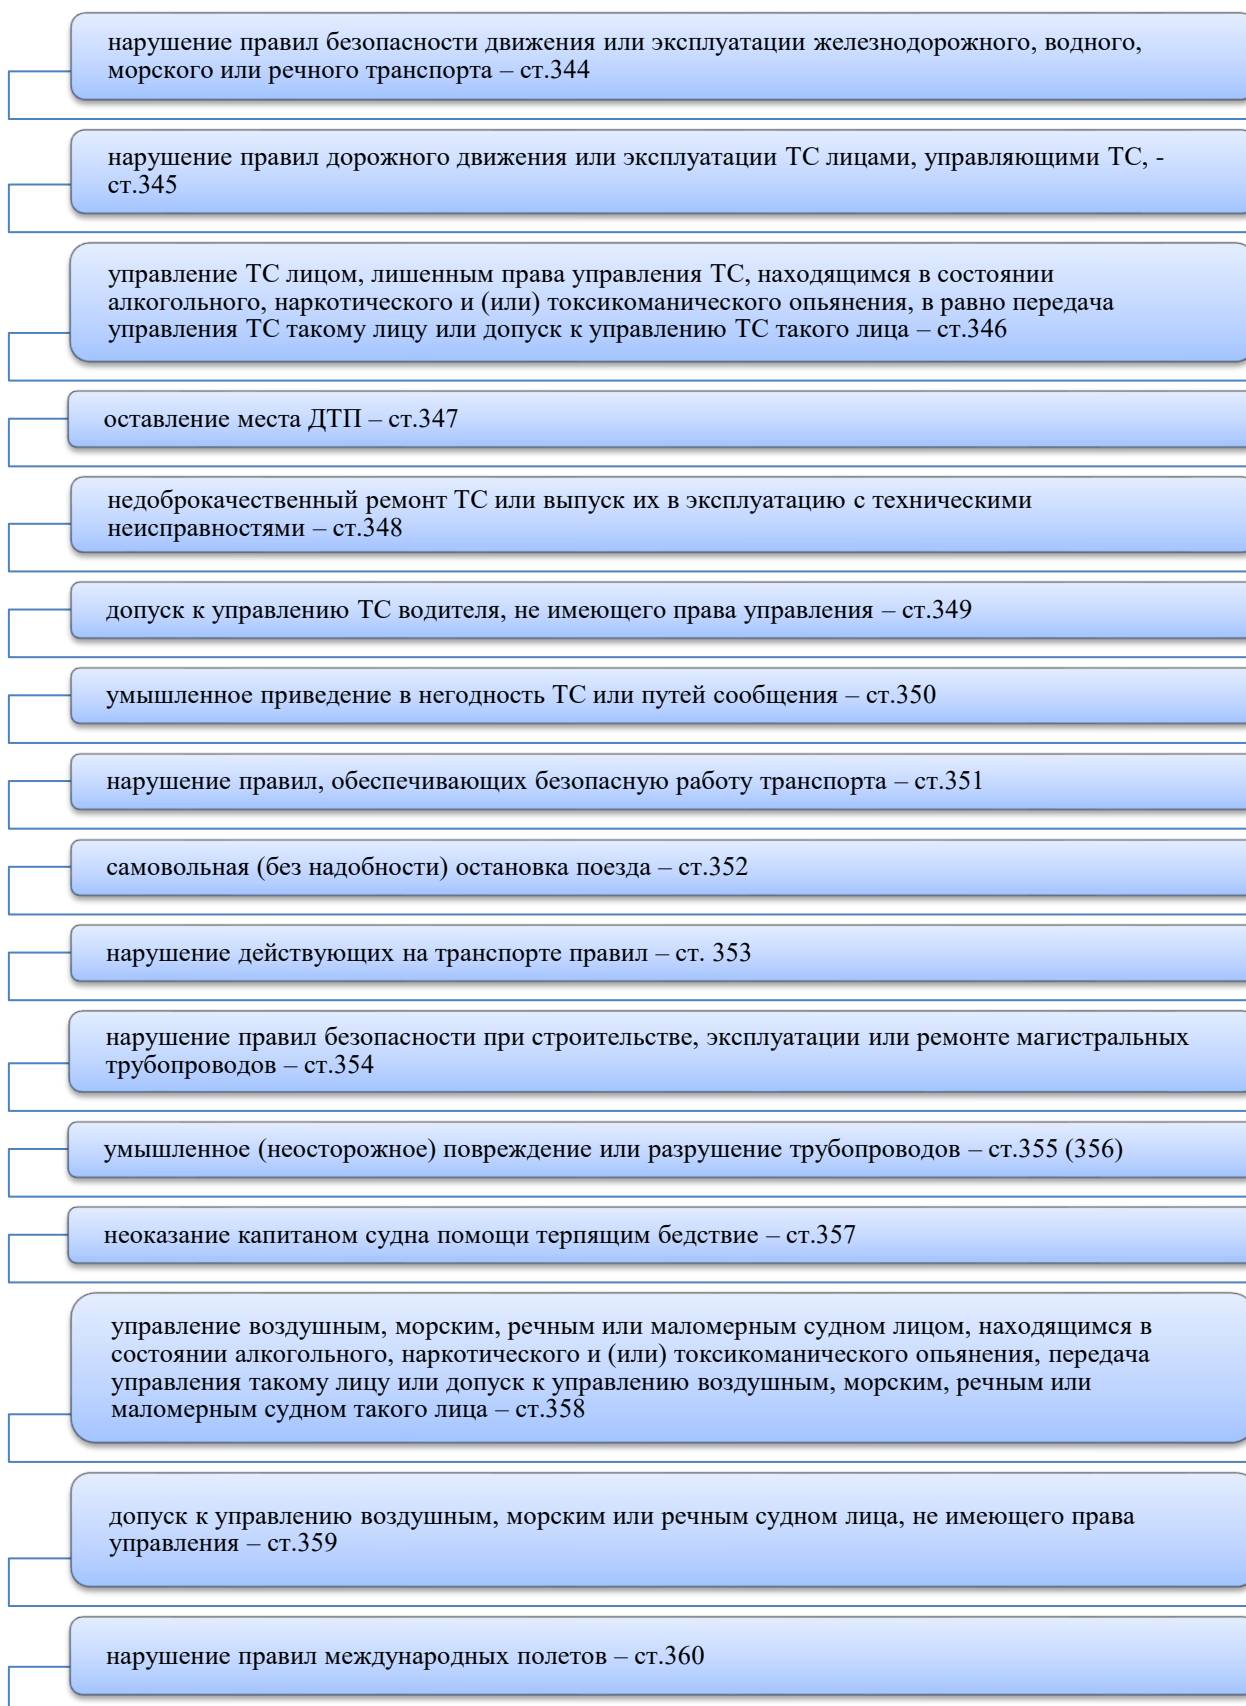 нарушение правил безопасности движения или эксплуатации железнодорожного, водного,
морского или речного транспорта – ст.344
нарушение правил дорожного движения или эксплуатации ТС лицами, управляющими ТС, -
ст.345
управление ТС лицом, лишенным права управления ТС, находящимся в состоянии
алкогольного, наркотического и (или) токсикоманического опьянения, в равно передача
управления ТС такому лицу или допуск к управлению ТС такого лица – ст.346
оставление места ДТП – ст.347
недоброкачественный ремонт ТС или выпуск их в эксплуатацию с техническими
неисправностями – ст.348
допуск к управлению ТС водителя, не имеющего права управления – ст.349
умышленное приведение в негодность ТС или путей сообщения – ст.350
нарушение правил, обеспечивающих безопасную работу транспорта – ст.351
самовольная (без надобности) остановка поезда – ст.352
нарушение действующих на транспорте правил – ст. 353
нарушение правил безопасности при строительстве, эксплуатации или ремонте магистральных
трубопроводов – ст.354
умышленное (неосторожное) повреждение или разрушение трубопроводов – ст.355 (356)
неоказание капитаном судна помощи терпящим бедствие – ст.357
управление воздушным, морским, речным или маломерным судном лицом, находящимся в
состоянии алкогольного, наркотического и (или) токсикоманического опьянения, передача
управления такому лицу или допуск к управлению воздушным, морским, речным или
маломерным судном такого лица – ст.358
допуск к управлению воздушным, морским или речным судном лица, не имеющего права
управления – ст.359
нарушение правил международных полетов – ст.360